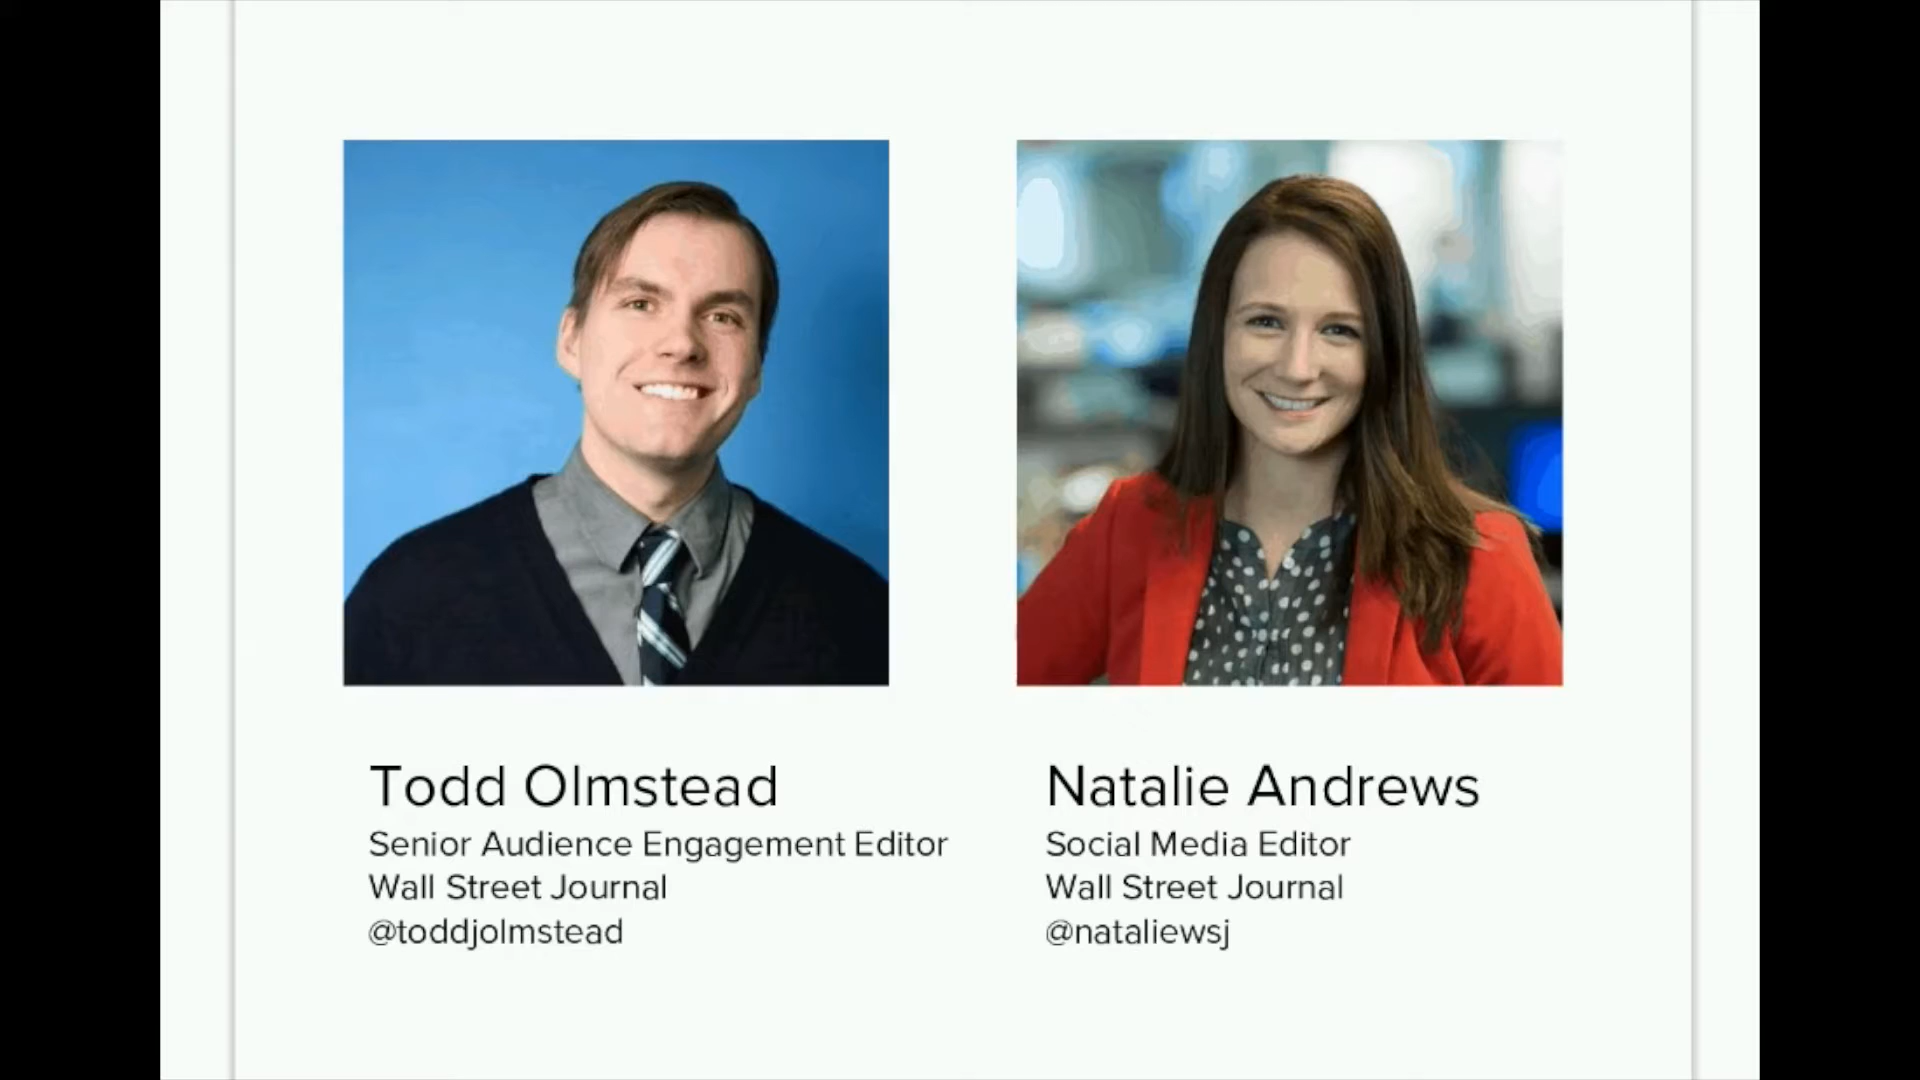 Todd Olmstead
Senior Audience Engagement Editor
Wall Street Journal
@toddjolmstead
Natalie Andrews
Social Media Editor
Wall Street Journal
@nataliewsj